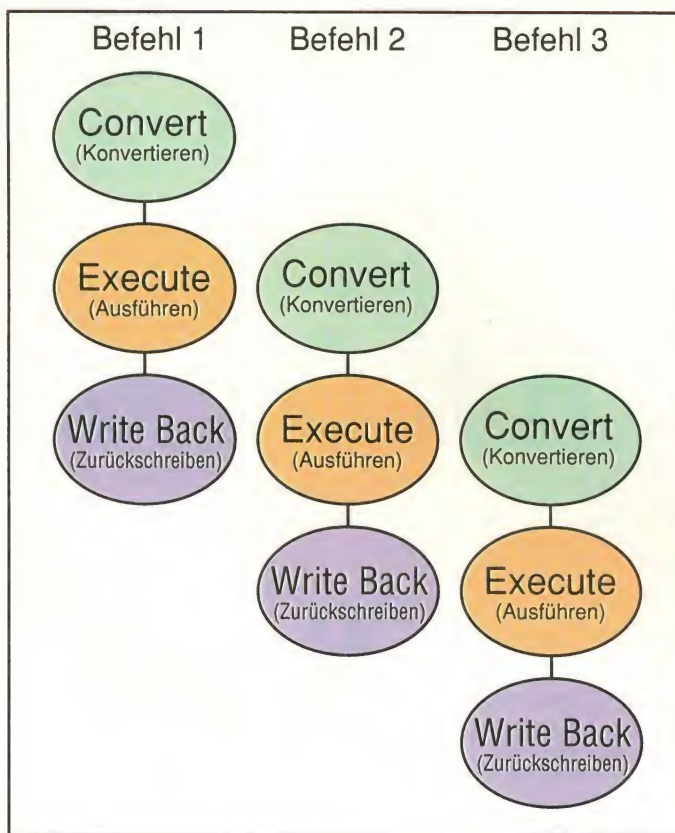 Befehl 1
Befehl 2
Befehl 3
Convert
(Konvertieren)
Execute
(Ausführen)
Write Back
(Zurückschreiben)
Convert
(Konvertieren)
Execute
(Ausführen)
Write Back
(Zurückschreiben)
Convert
(Konvertieren)
Execute
(Ausführen)
Write Back
(Zurückschreiben)